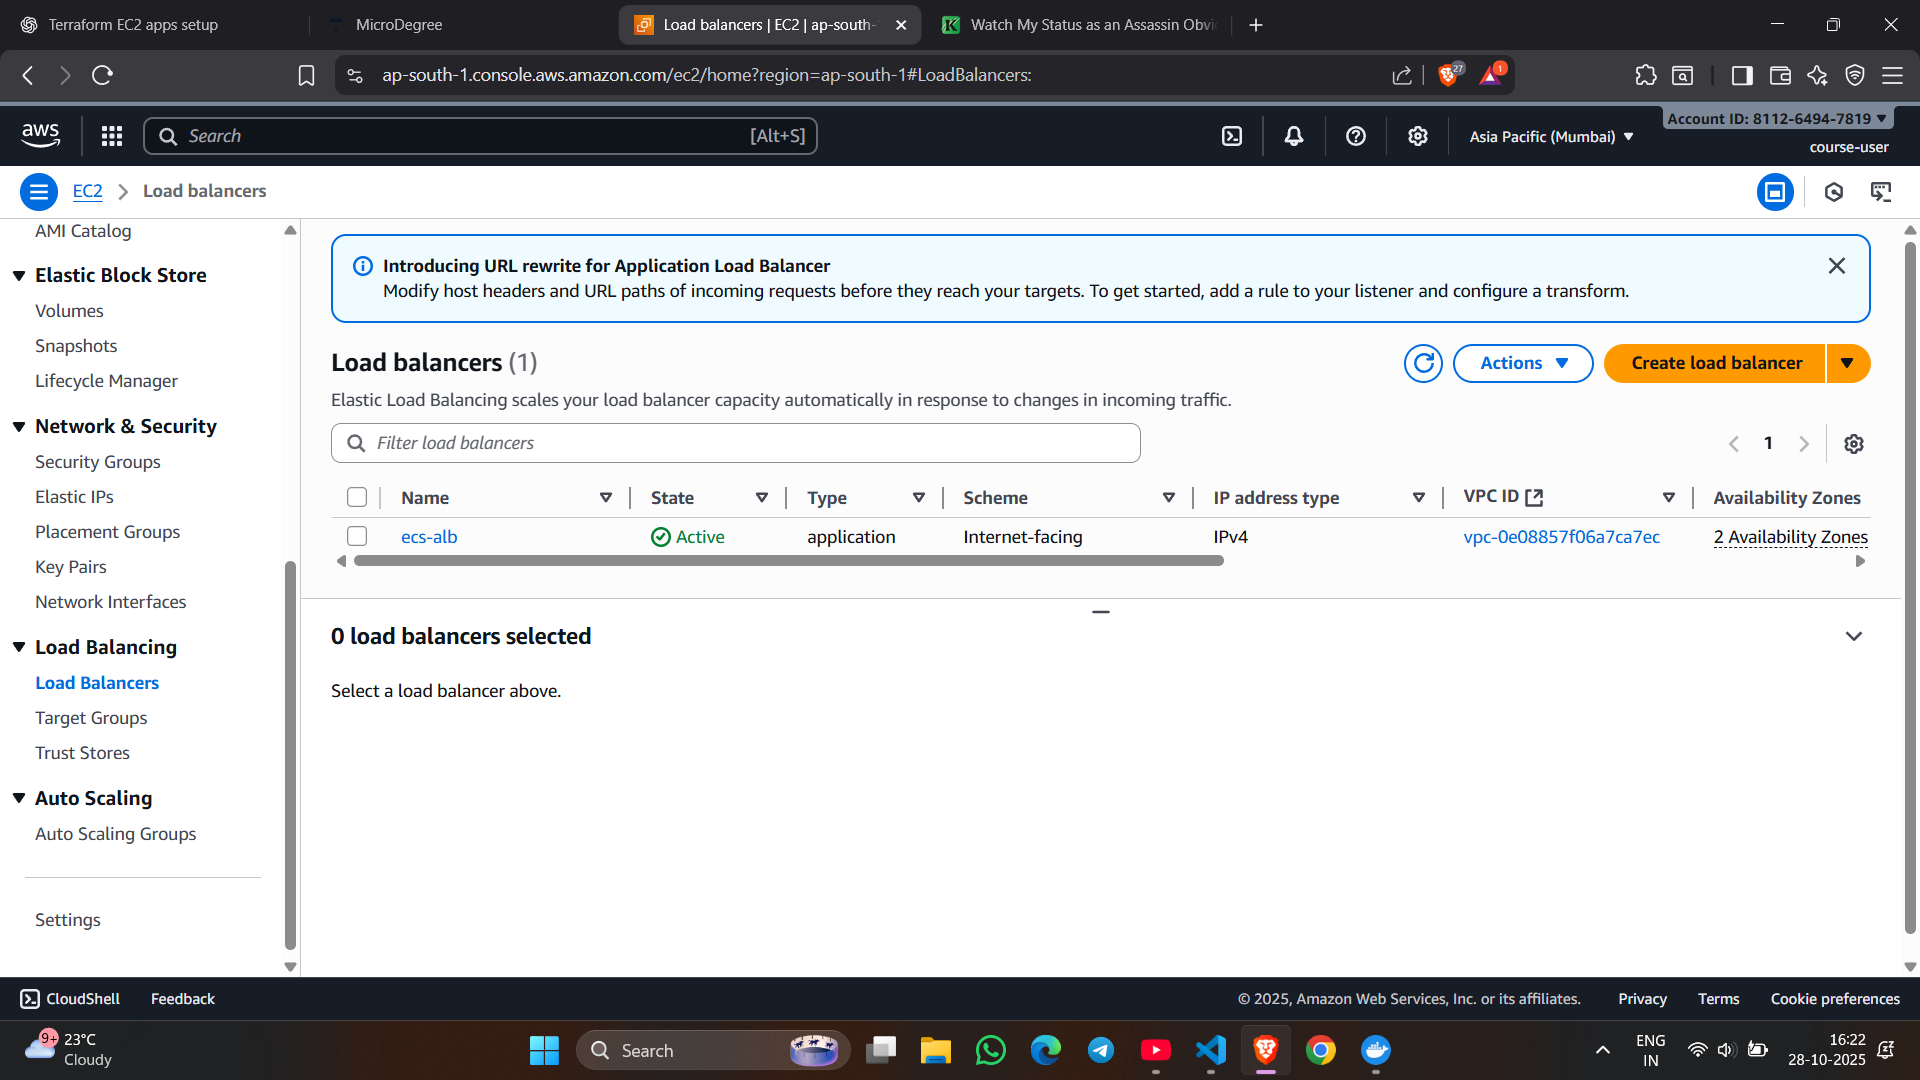 Terraform EC2 apps setup
MicroDegree
Load balancers | EC2 | ap-south-
Watch My Status as an Assassin Obvi
ap-south-1.console.aws.amazon.com/ec2/home?region=ap-south-1#LoadBalancers:
27
1
aws
Search
[Alt+S]
Asia Pacific (Mumbai)
Account ID: 8112-6494-7819
course-user
EC2
Load balancers
AMI Catalog
Elastic Block Store
Volumes
Snapshots
Lifecycle Manager
Network & Security
Security Groups
Elastic IPs
Placement Groups
Key Pairs
Network Interfaces
Load Balancing
Load Balancers
Target Groups
Trust Stores
Auto Scaling
Auto Scaling Groups
Settings
Introducing URL rewrite for Application Load Balancer
Modify host headers and URL paths of incoming requests before they reach your targets. To get started, add a rule to your listener and configure a transform.
Load balancers (1)
Actions
Create load balancer
Elastic Load Balancing scales your load balancer capacity automatically in response to changes in incoming traffic.
Filter load balancers
1
Name State Type Scheme IP address type VPC ID Availability Zones
ecs-alb Active application Internet-facing IPv4 vpc-0e08857f06a7ca7ec 2 Availability Zones
0 load balancers selected
Select a load balancer above.
CloudShell
Feedback
© 2025, Amazon Web Services, Inc. or its affiliates.
Privacy
Terms
Cookie preferences
9+
23°C
Cloudy
Search
ENG
IN
16:22
28-10-2025